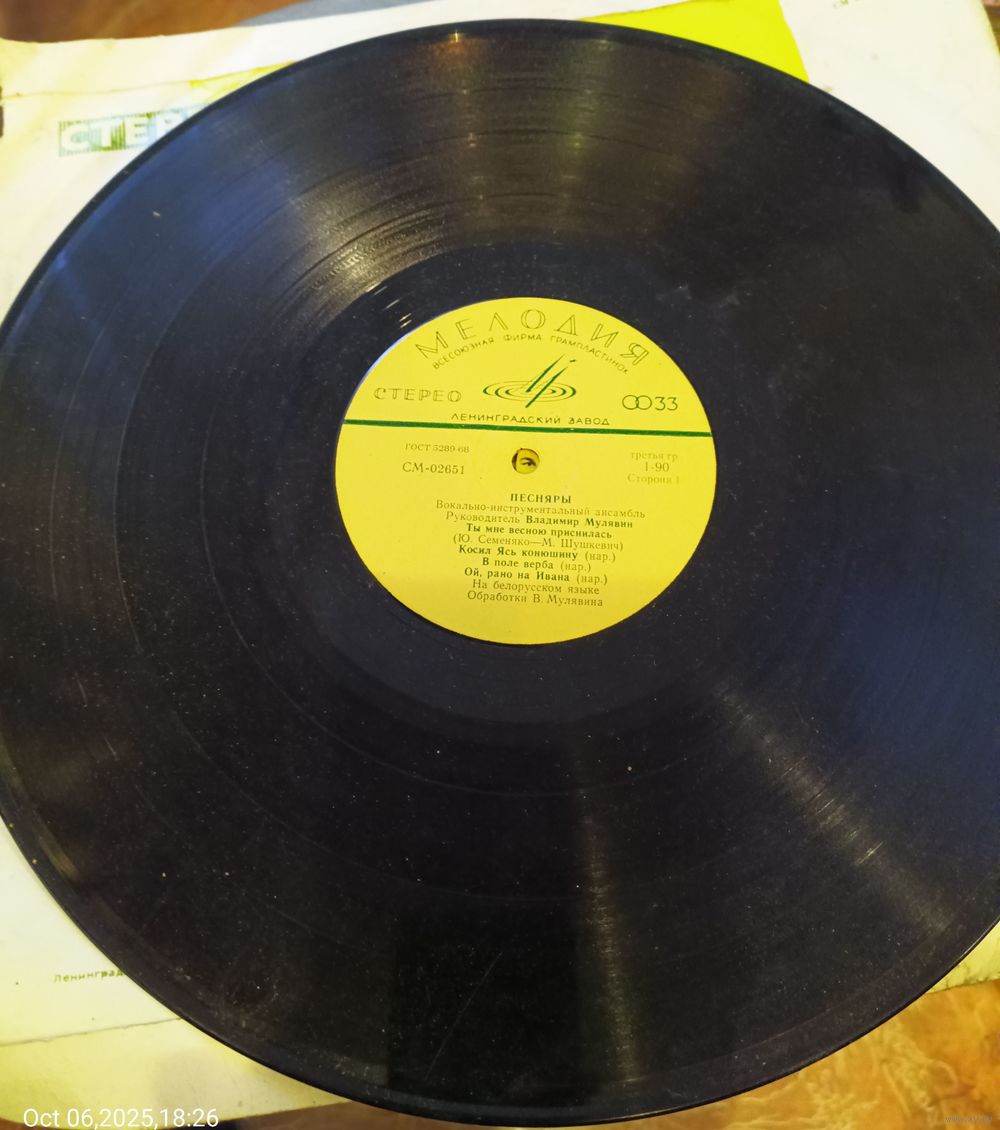 МЕЛОДИЯ
ВСЕСОЮЗНАЯ ФИРМА ГРАМПЛАСТИНОК
СТЕРЕО
33
ЛЕНИНГРАДСКИЙ ЗАВОД
ГОСТ 5289-68
СМ-02651
третья гр.
1-90
Сторона 1
ПЕСНЯРЫ
Вокально-инструментальный ансамбль
Руководитель Владимир Мулявин
Ты мне весною приснилась
(Ю. Семеняко—М. Шушкевич)
Косил Ясь конюшину (нар.)
В поле верба (нар.)
Ой, рано на Ивана (нар.)
На белорусском языке
Обработки В. Мулявина
СТЕР
Ленинград
Oct 06,2025,18:26